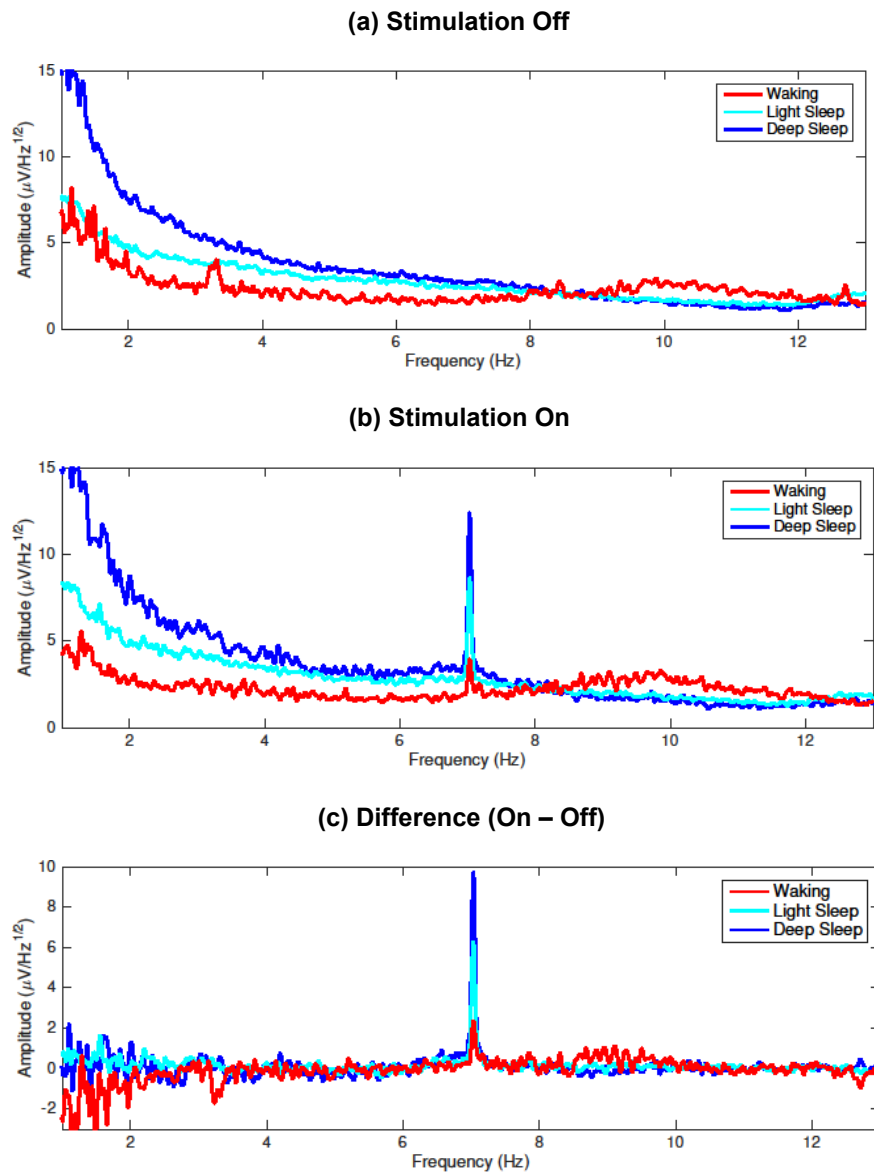 (a) Stimulation Off
15
10
5
0
Amplitude (μV/Hz1/2)
Waking
Light Sleep
Deep Sleep
2 4 6 8 10 12
Frequency (Hz)
(b) Stimulation On
15
10
5
0
Amplitude (μV/Hz1/2)
Waking
Light Sleep
Deep Sleep
2 4 6 8 10 12
Frequency (Hz)
(c) Difference (On – Off)
10
8
6
4
2
0
-2
Amplitude (μV/Hz1/2)
Waking
Light Sleep
Deep Sleep
2 4 6 8 10 12
Frequency (Hz)